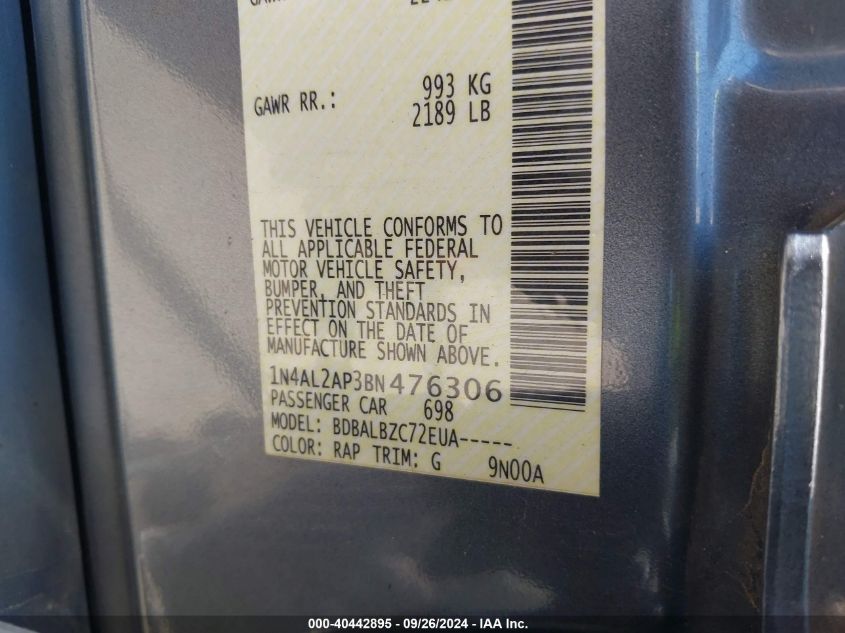 GAWR RR.: 993 KG
2189 LB
THIS VEHICLE CONFORMS TO
ALL APPLICABLE FEDERAL
MOTOR VEHICLE SAFETY,
BUMPER, AND THEFT
PREVENTION STANDARDS IN
EFFECT ON THE DATE OF
MANUFACTURE SHOWN ABOVE.
1N4AL2AP3BN476306
PASSENGER CAR 698
MODEL: BDBALBZC72EUA-----
COLOR: RAP TRIM: G 9N00A
000-40442895 - 09/26/2024 - IAA Inc.